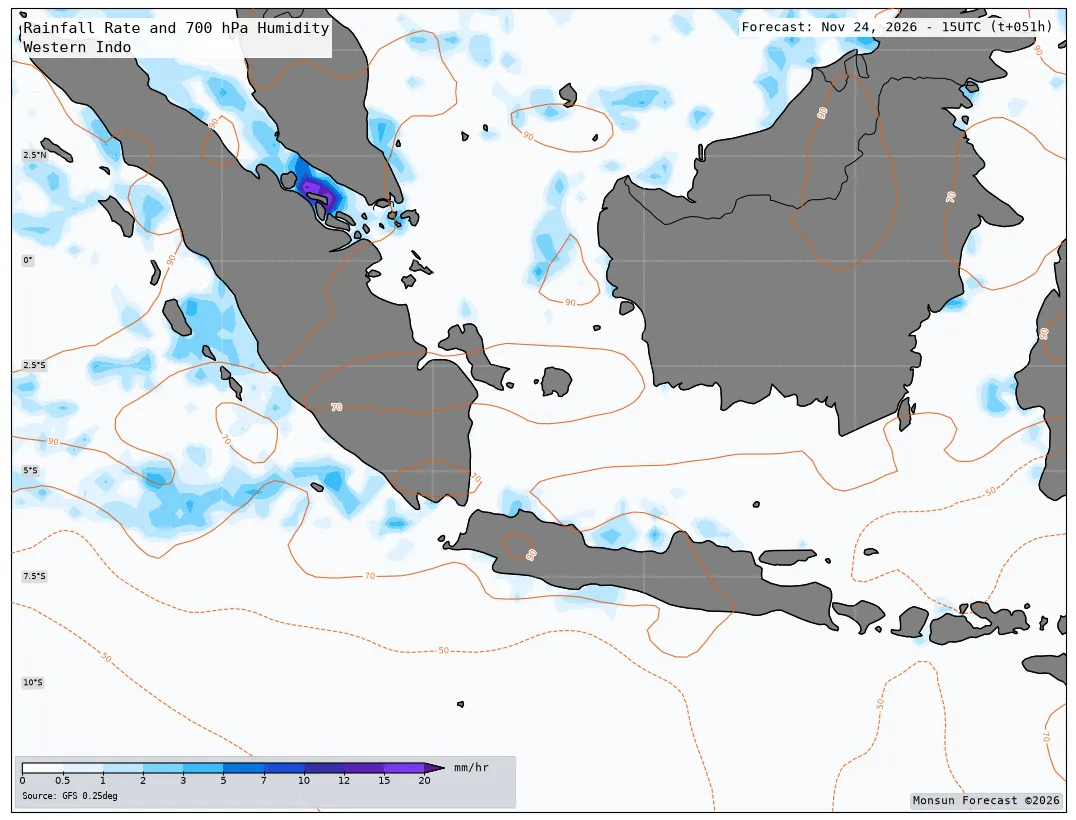 Rainfall Rate and 700 hPa Humidity
Western Indo
Forecast: Nov 24, 2026 - 15UTC (t+051h)
90
90
90
90
2.5°N
70
0°
90
90
90
2.5°S
70
90
70
5°S
70
50
90
7.5°S
70
50
50
10°S
50
70
mm/hr
0 0.5 1 2 3 5 7 10 12 15 20
Source: GFS 0.25deg
Monsun Forecast ©2026